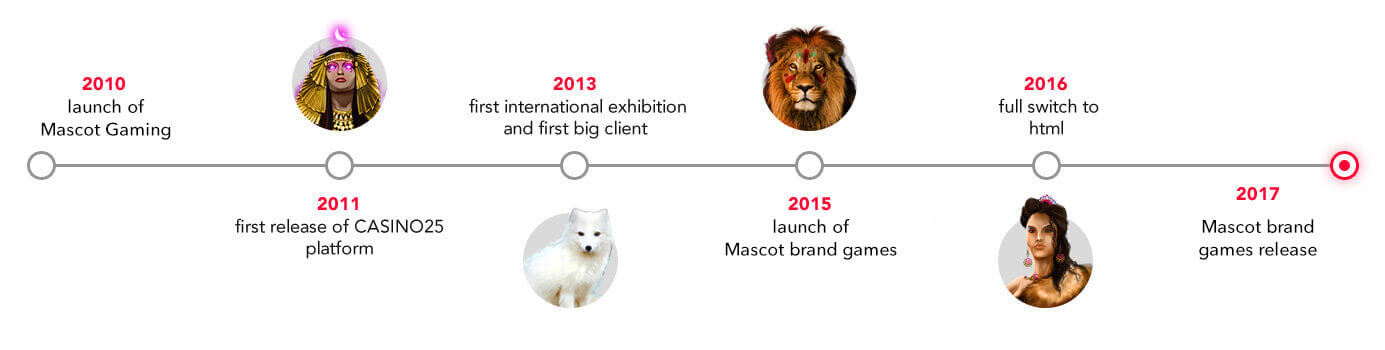 2010
launch of
Mascot Gaming
2011
first release of CASINO25
platform
2013
first international exhibition
and first big client
2015
launch of
Mascot brand games
2016
full switch to
html
2017
Mascot brand
games release